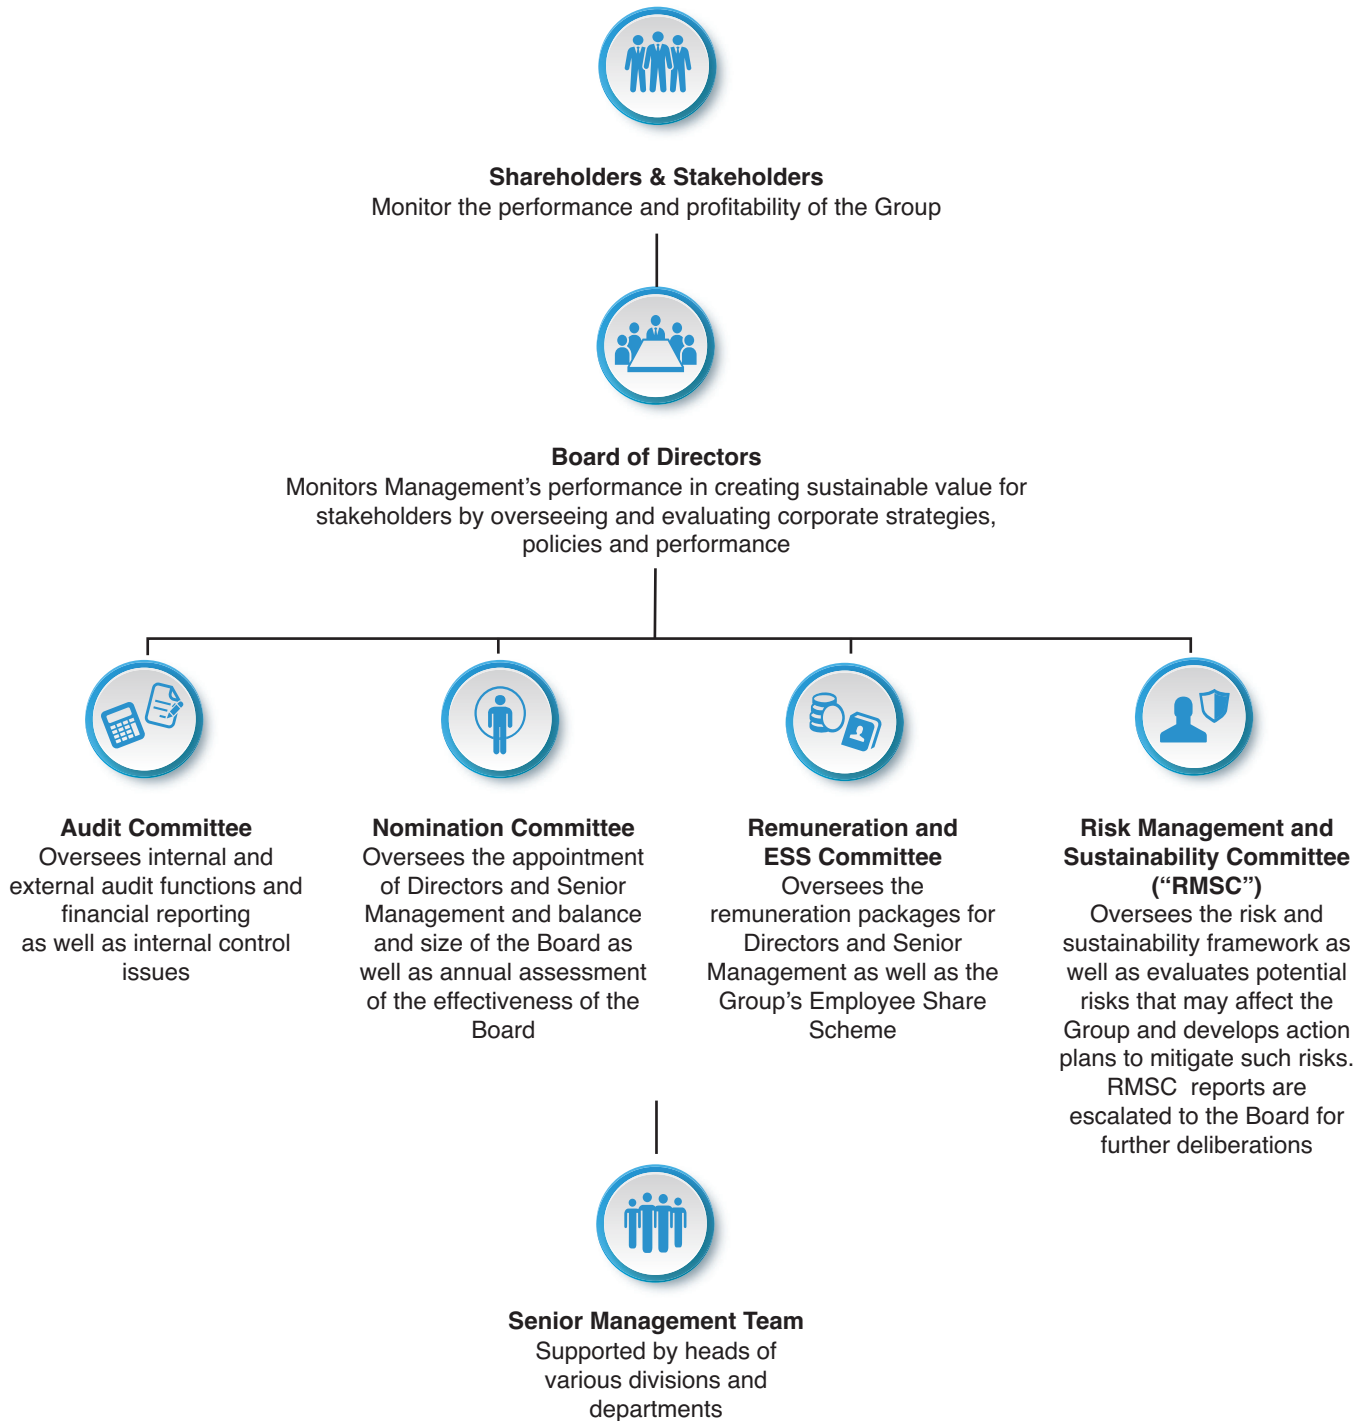 Shareholders & Stakeholders
Monitor the performance and profitability of the Group
Board of Directors
Monitors Management’s performance in creating sustainable value for
stakeholders by overseeing and evaluating corporate strategies,
policies and performance
Audit Committee
Oversees internal and
external audit functions and
financial reporting
as well as internal control
issues
Nomination Committee
Oversees the appointment
of Directors and Senior
Management and balance
and size of the Board as
well as annual assessment
of the effectiveness of the
Board
Remuneration and
ESS Committee
Oversees the
remuneration packages for
Directors and Senior
Management as well as the
Group’s Employee Share
Scheme
Risk Management and
Sustainability Committee
(“RMSC”)
Oversees the risk and
sustainability framework as
well as evaluates potential
risks that may affect the
Group and develops action
plans to mitigate such risks.
RMSC reports are
escalated to the Board for
further deliberations
Senior Management Team
Supported by heads of
various divisions and
departments